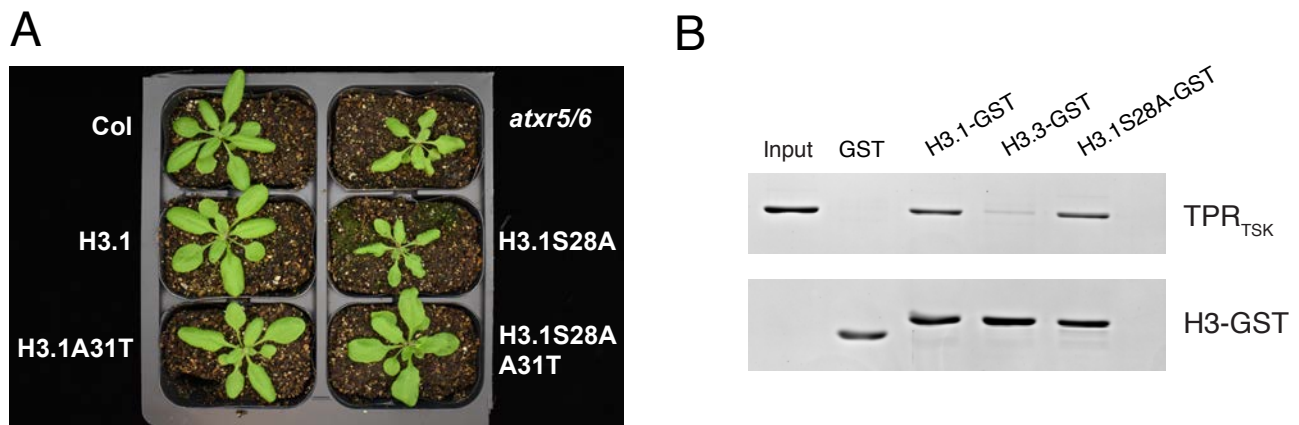 A
Col
atxr5/6
H3.1
H3.1S28A
H3.1A31T
H3.1S28A
A31T
B
Input
GST
H3.1-GST
H3.3-GST
H3.1S28A-GST
TPRTSK
H3-GST